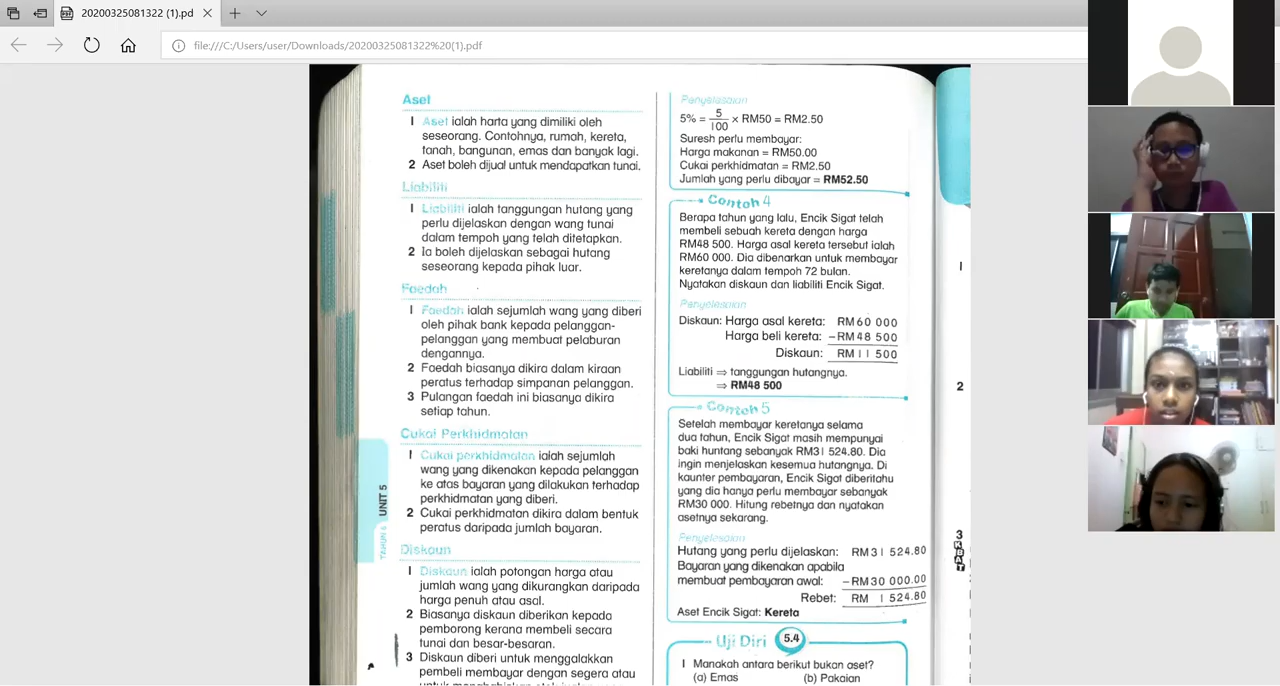 20200325081322 (1).pd
file:///C:/Users/user/Downloads/20200325081322%20(1).pdf
Aset
1 Aset ialah harta yang dimiliki oleh
seseorang. Contohnya, rumah, kereta,
tanah, bangunan, emas dan banyak lagi.
2 Aset boleh dijual untuk mendapatkan tunai.
Liabiliti
1 Liabiliti ialah tanggungan hutang yang
perlu dijelaskan dengan wang tunai
dalam tempoh yang telah ditetapkan.
2 Ia boleh dijelaskan sebagai hutang
seseorang kepada pihak luar.
Faedah
1 Faedah ialah sejumlah wang yang diberi
oleh pihak bank kepada pelanggan-
pelanggan yang membuat pelaburan
dengannya.
2 Faedah biasanya dikira dalam kiraan
peratus terhadap simpanan pelanggan.
3 Pulangan faedah ini biasanya dikira
setiap tahun.
Cukai Perkhidmatan
1 Cukai perkhidmatan ialah sejumlah
wang yang dikenakan kepada pelanggan
ke atas bayaran yang dilakukan terhadap
perkhidmatan yang diberi.
2 Cukai perkhidmatan dikira dalam bentuk
peratus daripada jumlah bayaran.
Diskaun
1 Diskaun ialah potongan harga atau
jumlah wang yang dikurangkan daripada
harga penuh atau asal.
2 Biasanya diskaun diberikan kepada
pemborong kerana membeli secara
tunai dan besar-besaran.
3 Diskaun diberi untuk menggalakkan
pembeli membayar dengan segera atau
UNIT 5
TAHUN 6
Penyelesaian
5% = 5/100 × RM50 = RM2.50
Suresh perlu membayar:
Harga makanan = RM50.00
Cukai perkhidmatan = RM2.50
Jumlah yang perlu dibayar = RM52.50
Contoh 4
Berapa tahun yang lalu, Encik Sigat telah
membeli sebuah kereta dengan harga
RM48 500. Harga asal kereta tersebut ialah
RM60 000. Dia dibenarkan untuk membayar
keretanya dalam tempoh 72 bulan.
Nyatakan diskaun dan liabiliti Encik Sigat.
Penyelesaian
Diskaun: Harga asal kereta: RM60 000
Harga beli kereta: –RM48 500
Diskaun: RM11 500
Liabiliti ⇒ tanggungan hutangnya.
⇒ RM48 500
Contoh 5
Setelah membayar keretanya selama
dua tahun, Encik Sigat masih mempunyai
baki huntang sebanyak RM31 524.80. Dia
ingin menjelaskan kesemua hutangnya. Di
kaunter pembayaran, Encik Sigat diberitahu
yang dia hanya perlu membayar sebanyak
RM30 000. Hitung rebetnya dan nyatakan
asetnya sekarang.
Penyelesaian
Hutang yang perlu dijelaskan: RM31 524.80
Bayaran yang dikenakan apabila
membuat pembayaran awal: –RM30 000.00
Rebet: RM 1 524.80
Aset Encik Sigat: Kereta
Uji Diri 5.4
1 Manakah antara berikut bukan aset?
(a) Emas (b) Pakaian
1
2
3
KBAT